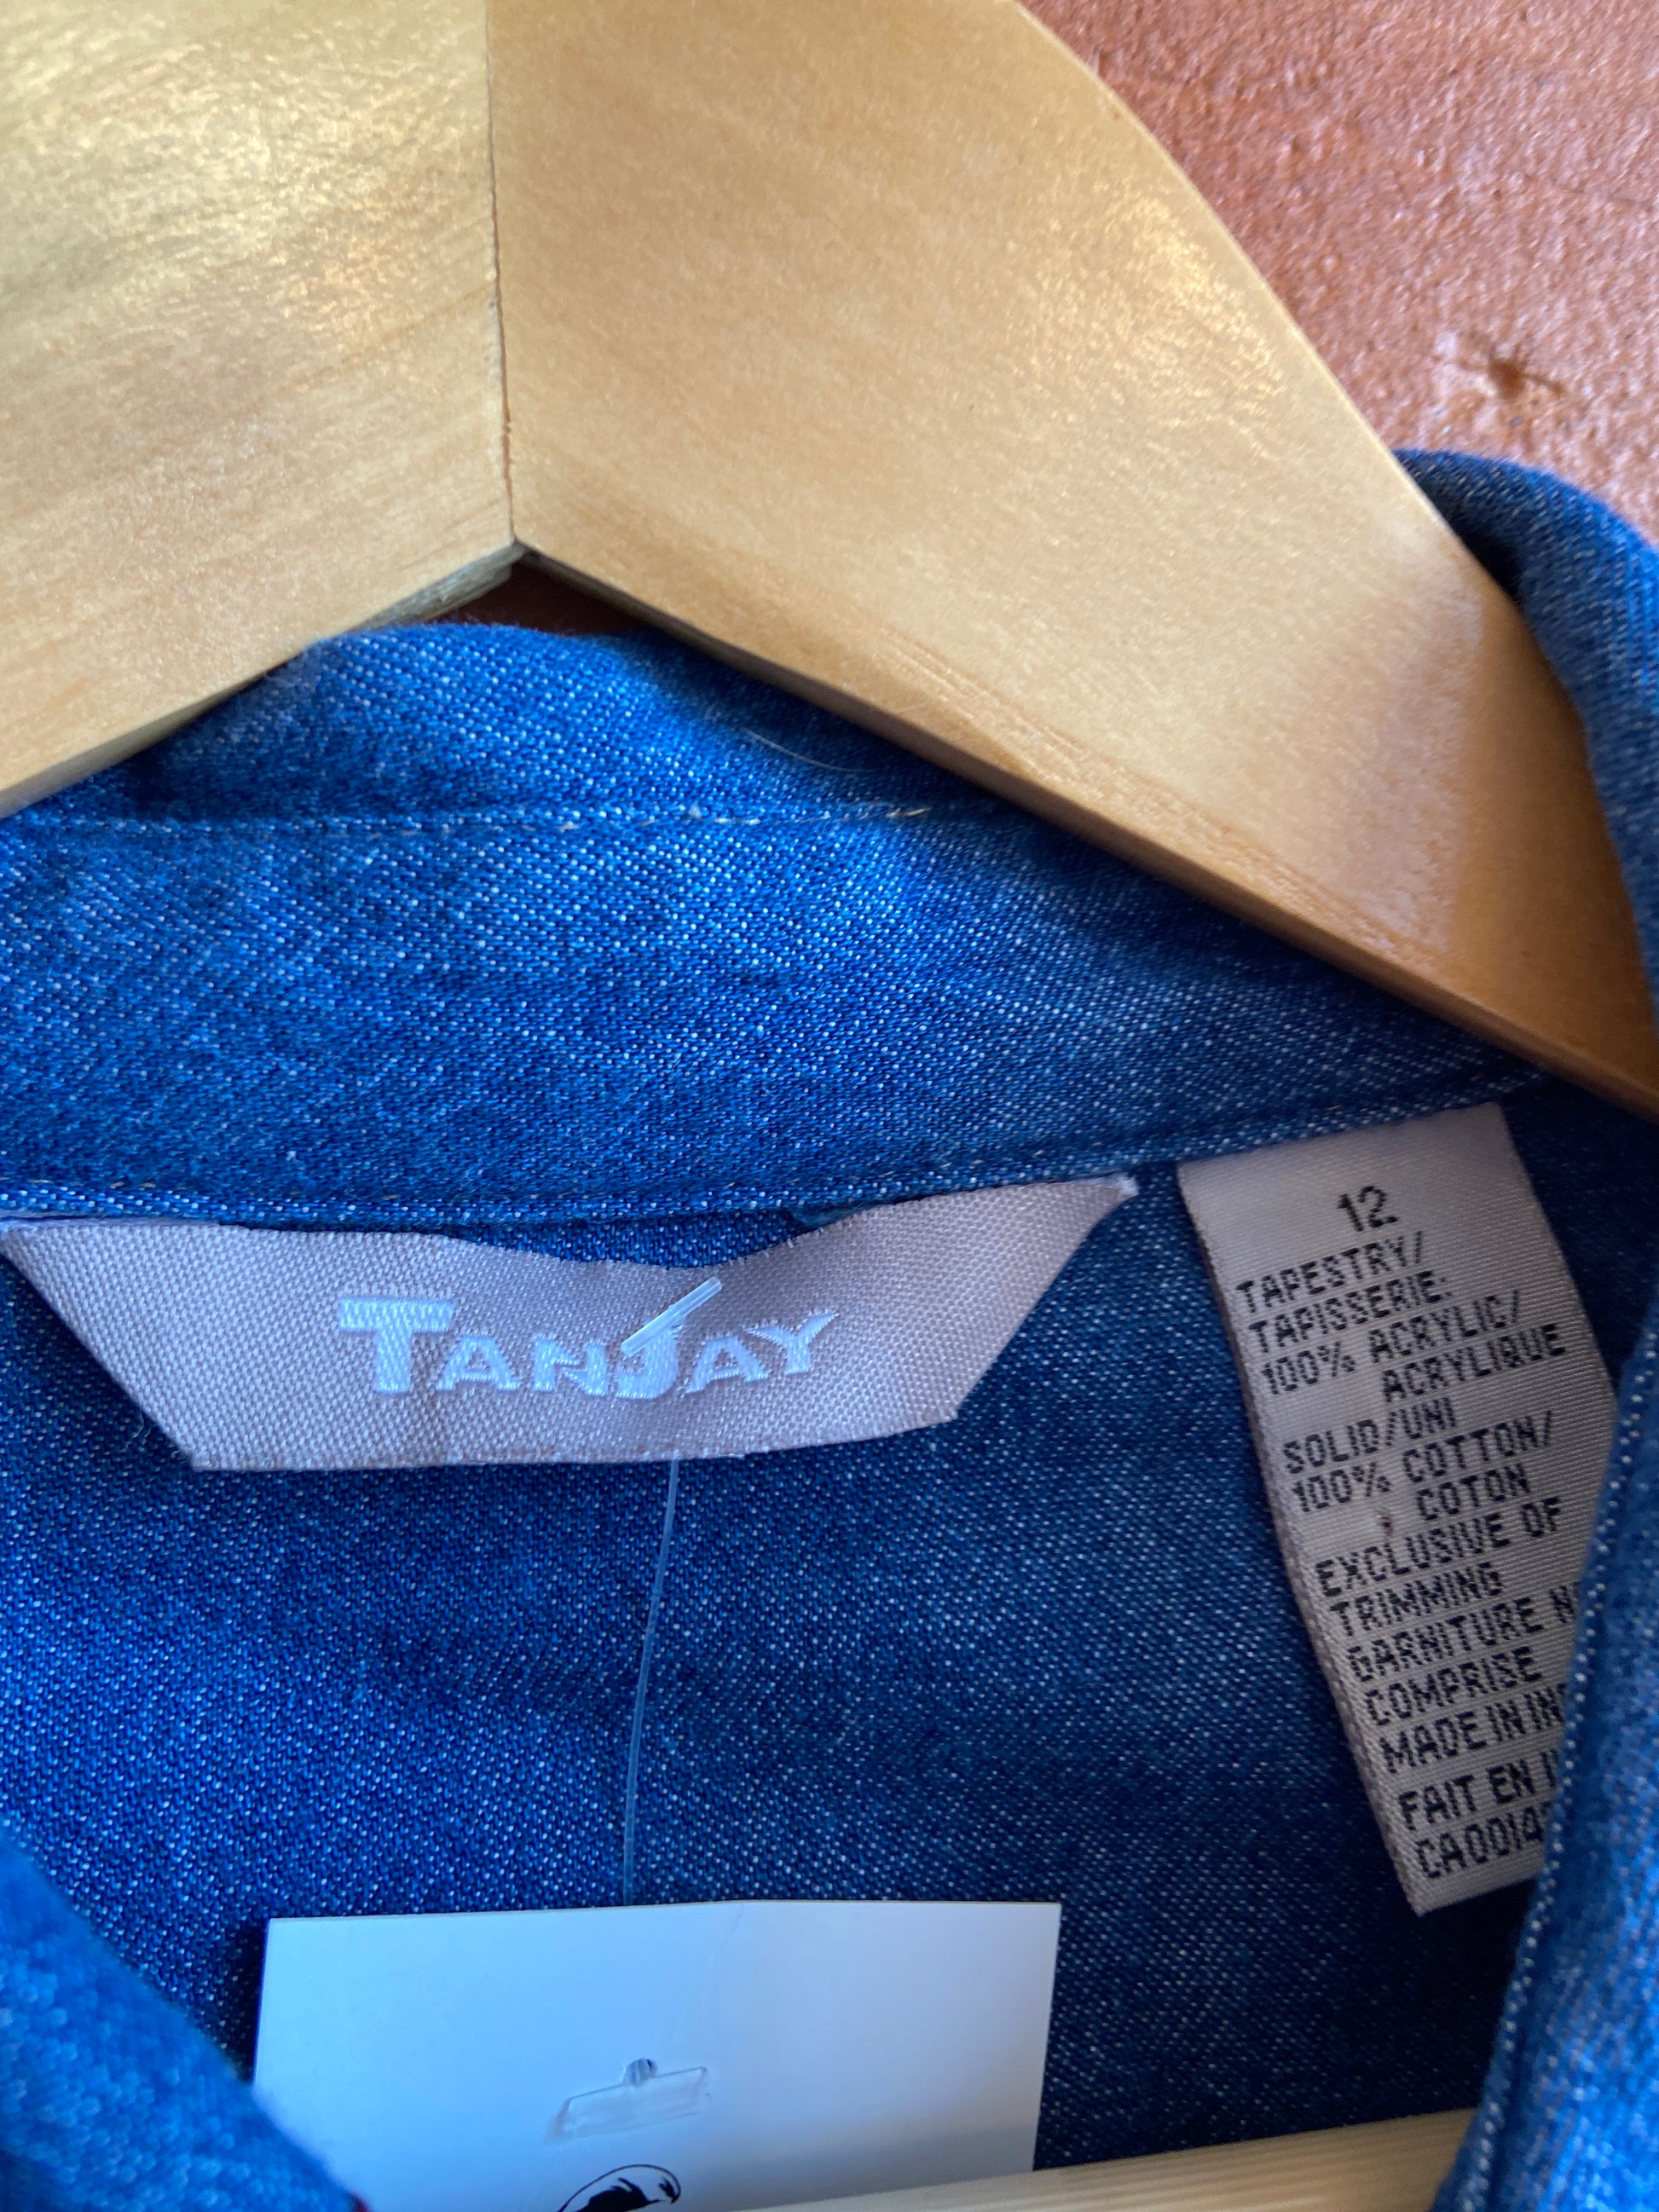 TANJAY
12
TAPESTRY/
TAPISSERIE:
100% ACRYLIC/
ACRYLIQUE
SOLID/UNI
100% COTTON/
COTON
EXCLUSIVE OF
TRIMMING
GARNITURE
COMPRISE
MADE IN
FAIT EN